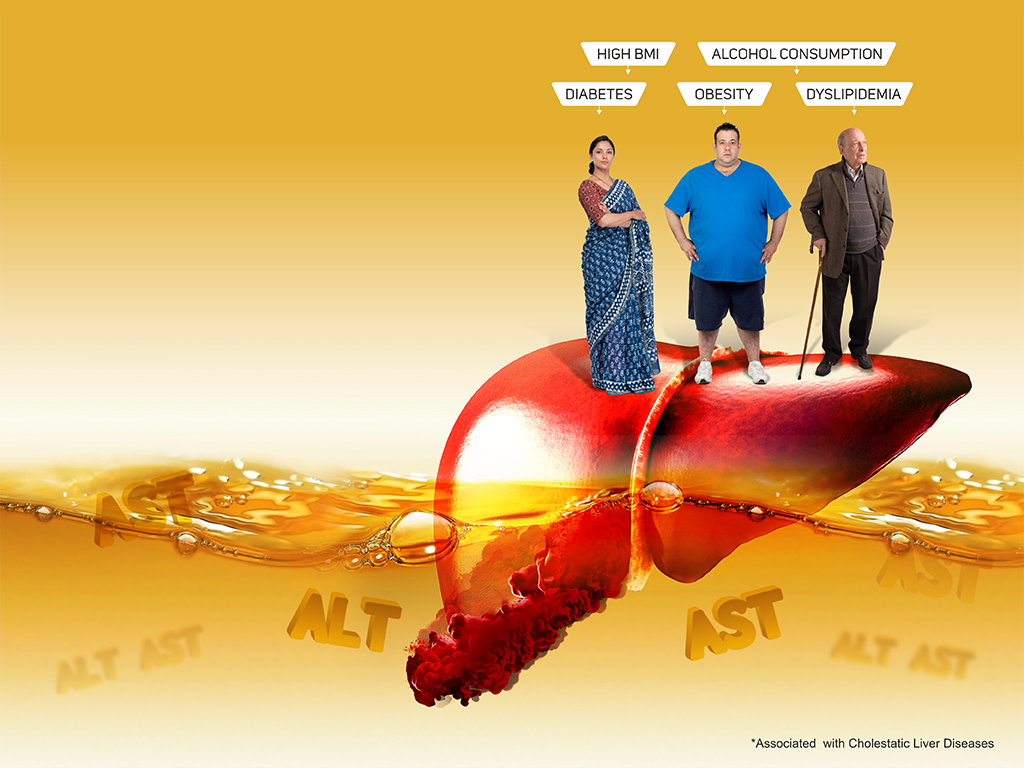 HIGH BMI
ALCOHOL CONSUMPTION
DIABETES
OBESITY
DYSLIPIDEMIA
AST
AST
ALT
AST
ALT AST
ALT AST
*Associated with Cholestatic Liver Diseases